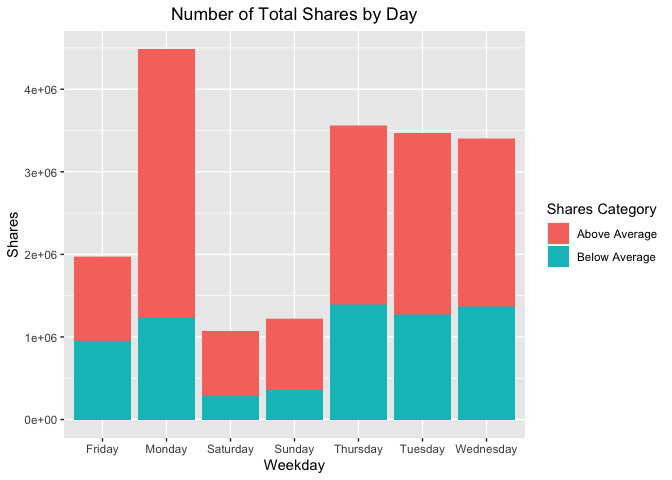 Number of Total Shares by Day
Shares
4e+06
3e+06
2e+06
1e+06
0e+00
Friday Monday Saturday Sunday Thursday Tuesday Wednesday
Weekday
Shares Category
Above Average
Below Average